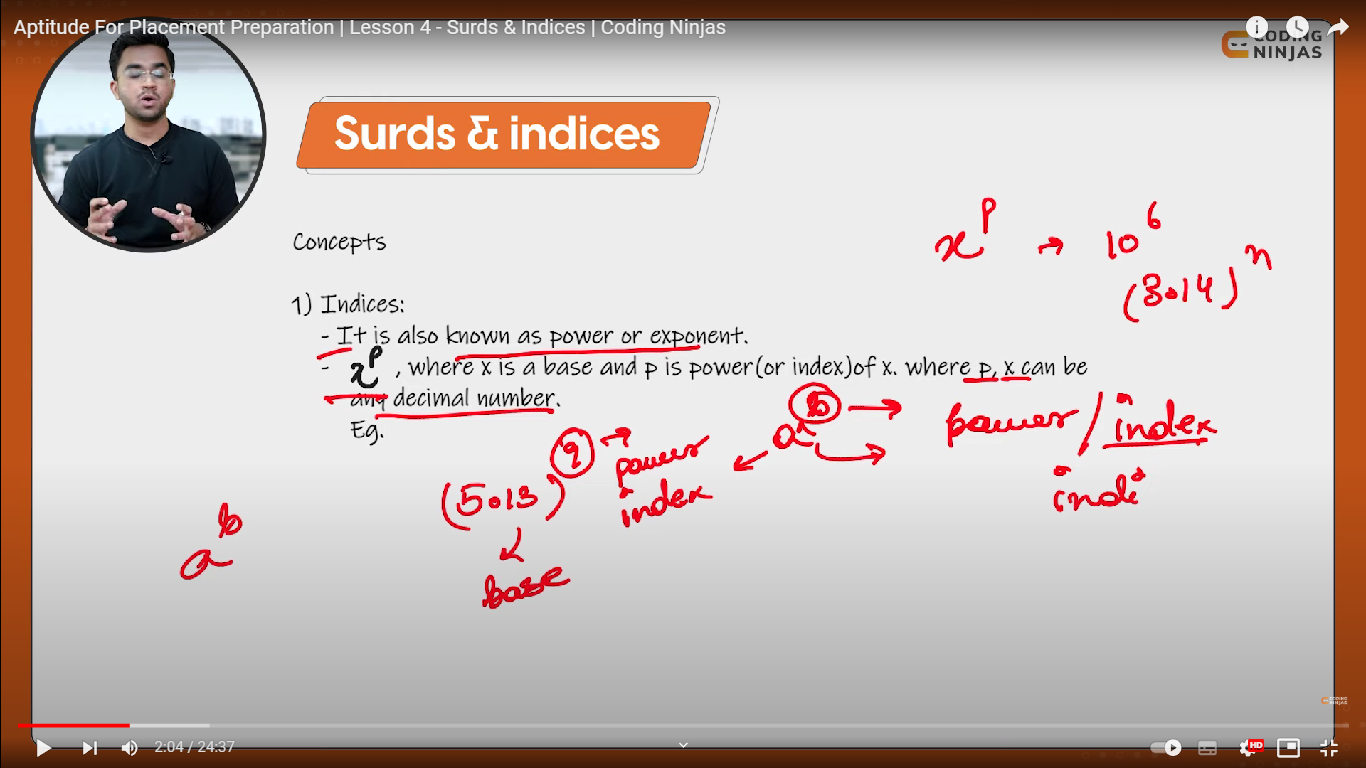 Aptitude For Placement Preparation | Lesson 4 - Surds & Indices | Coding Ninjas
CODING
NINJAS
Surds & indices
Concepts
1) Indices:
- It is also known as power or exponent.
- x^p , where x is a base and p is power(or index)of x. where p, x can be
any decimal number.
Eg.
x^p → 10^6
(3.14)^n
a^b → power / index
indi
(5.13)^9 → power
index
base
a^b
CODING
NINJAS
2:04 / 24:37
HD